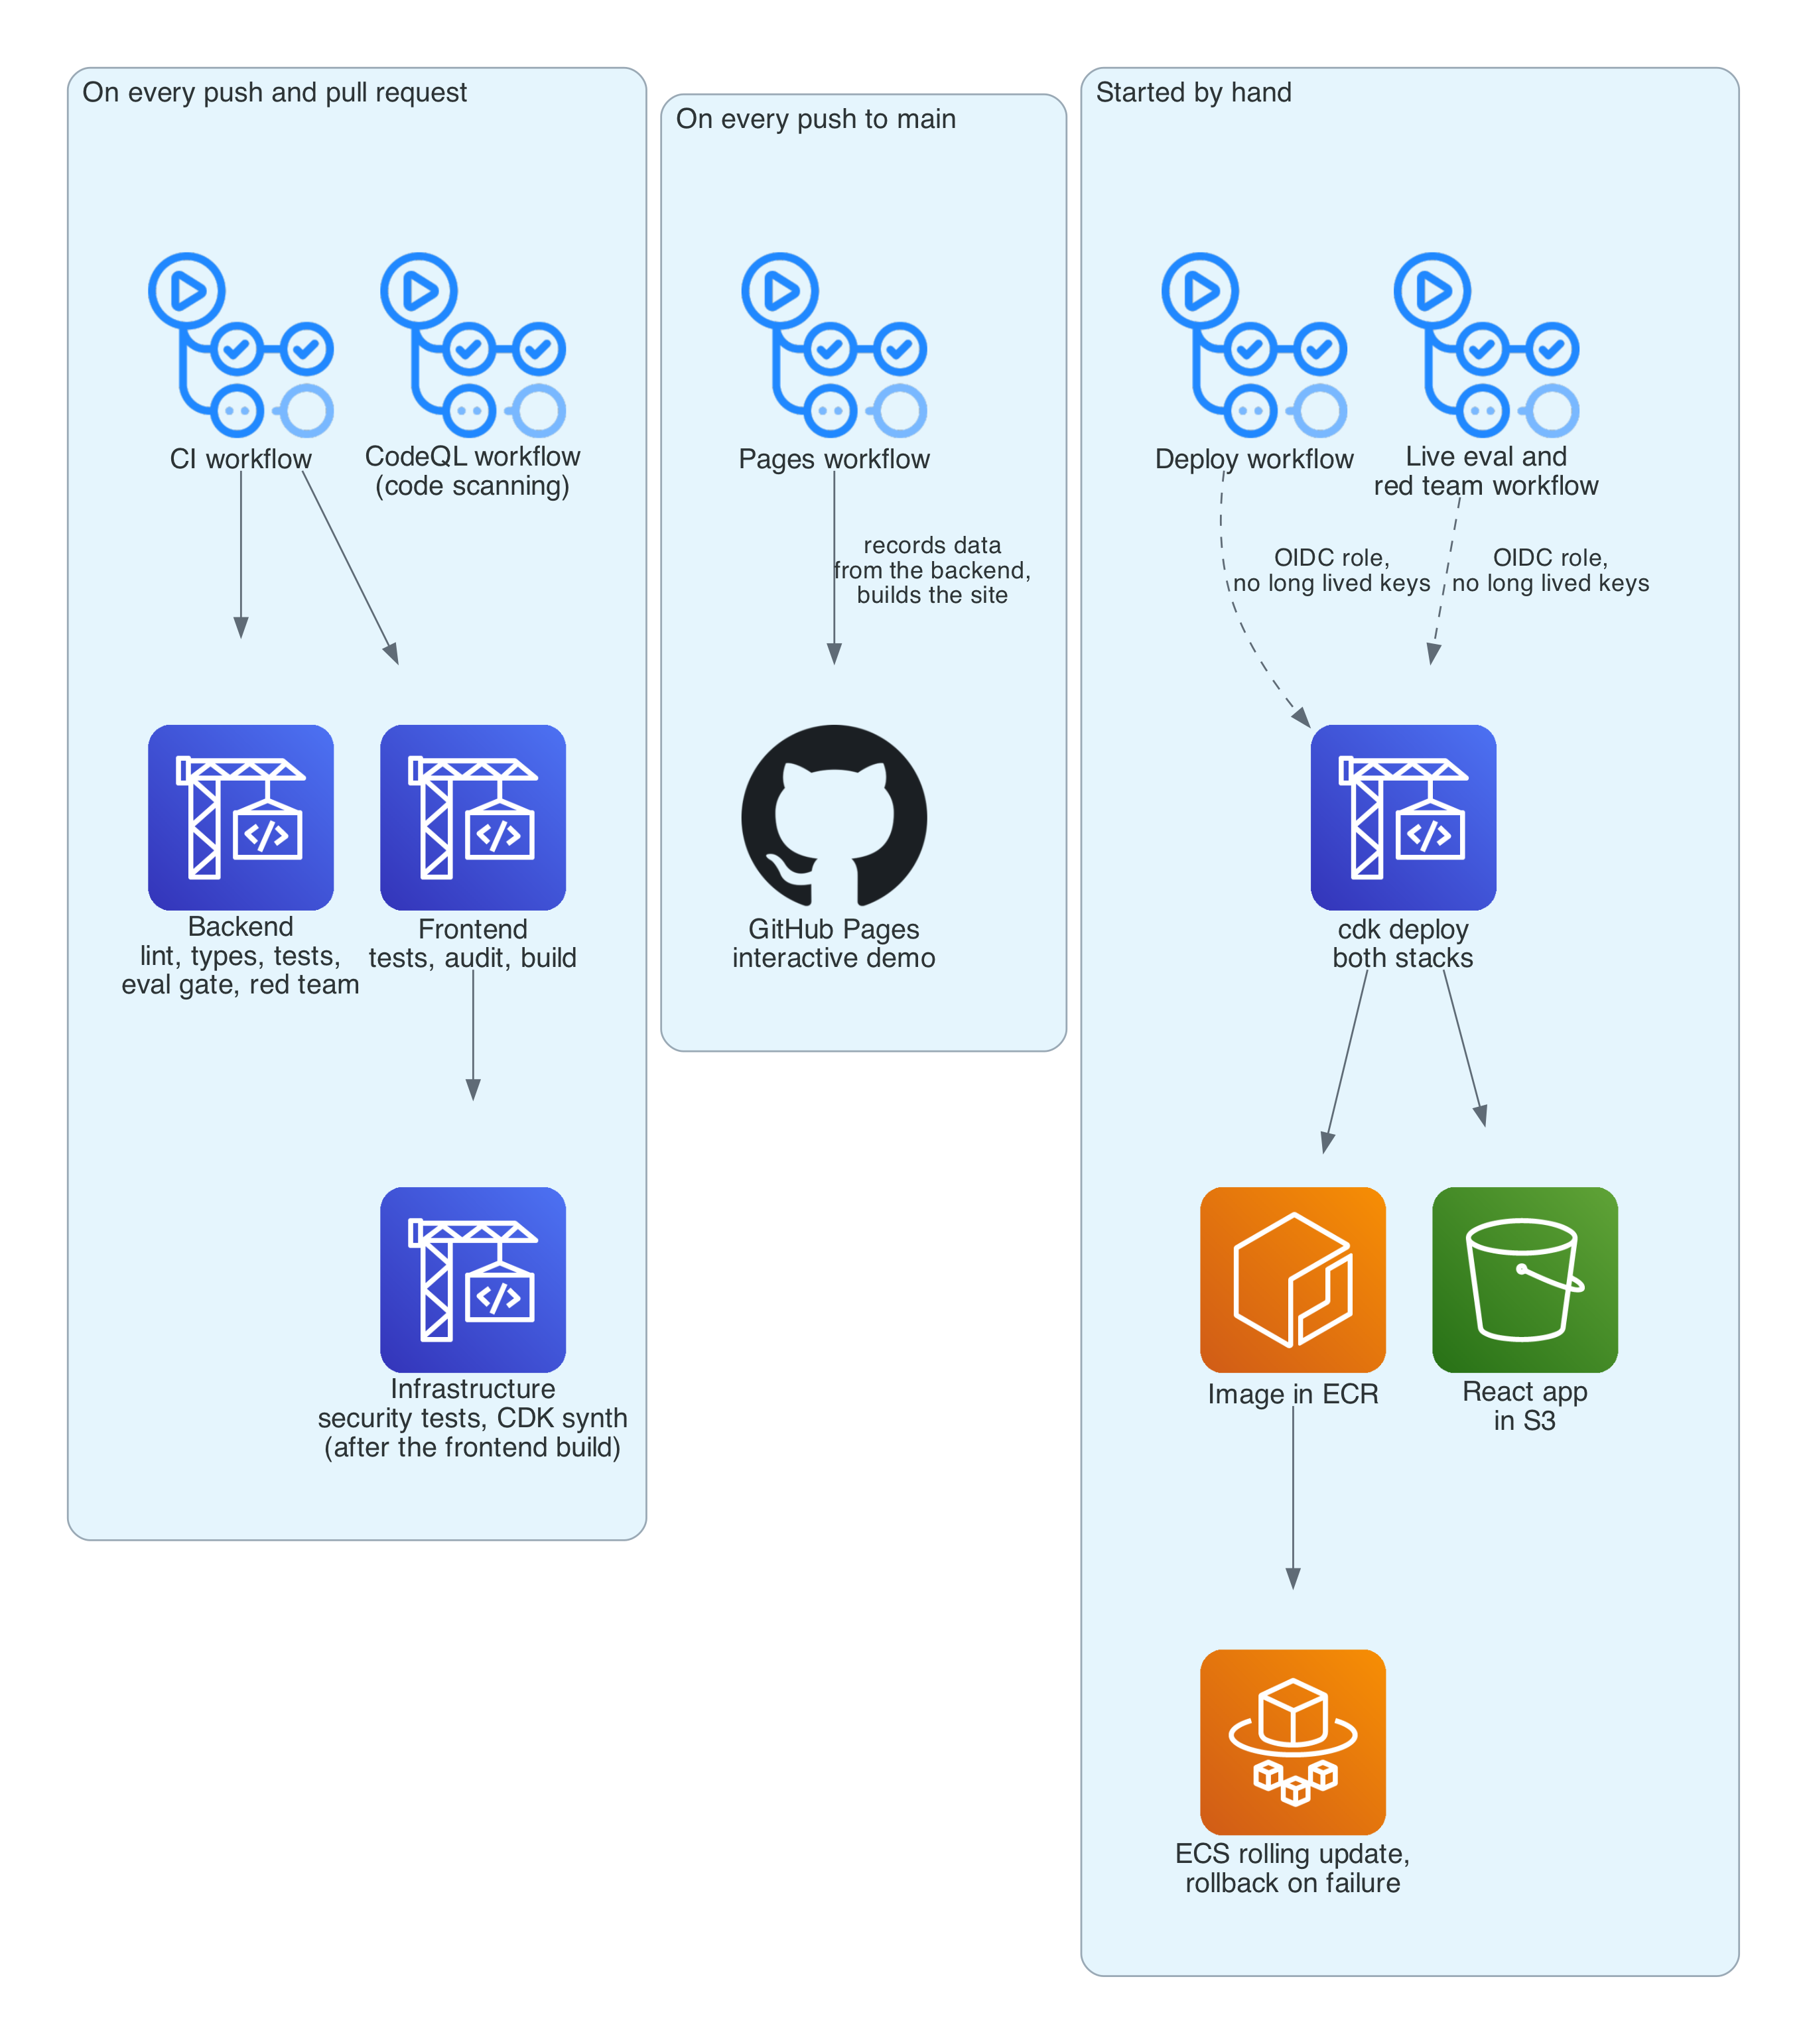 On every push and pull request
CI workflow
CodeQL workflow
(code scanning)
Backend
lint, types, tests,
eval gate, red team
Frontend
tests, audit, build
Infrastructure
security tests, CDK synth
(after the frontend build)
On every push to main
Pages workflow
records data
from the backend,
builds the site
GitHub Pages
interactive demo
Started by hand
Deploy workflow
Live eval and
red team workflow
OIDC role,
no long lived keys
OIDC role,
no long lived keys
cdk deploy
both stacks
Image in ECR
React app
in S3
ECS rolling update,
rollback on failure